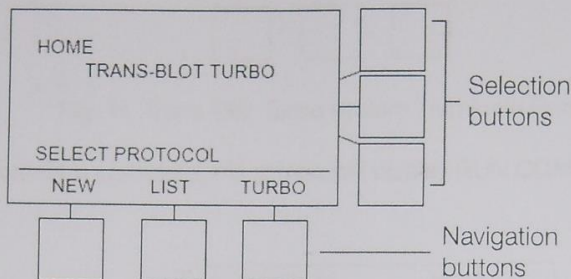 HOME
TRANS-BLOT TURBO
SELECT PROTOCOL
NEW LIST TURBO
Selection
buttons
Navigation
buttons